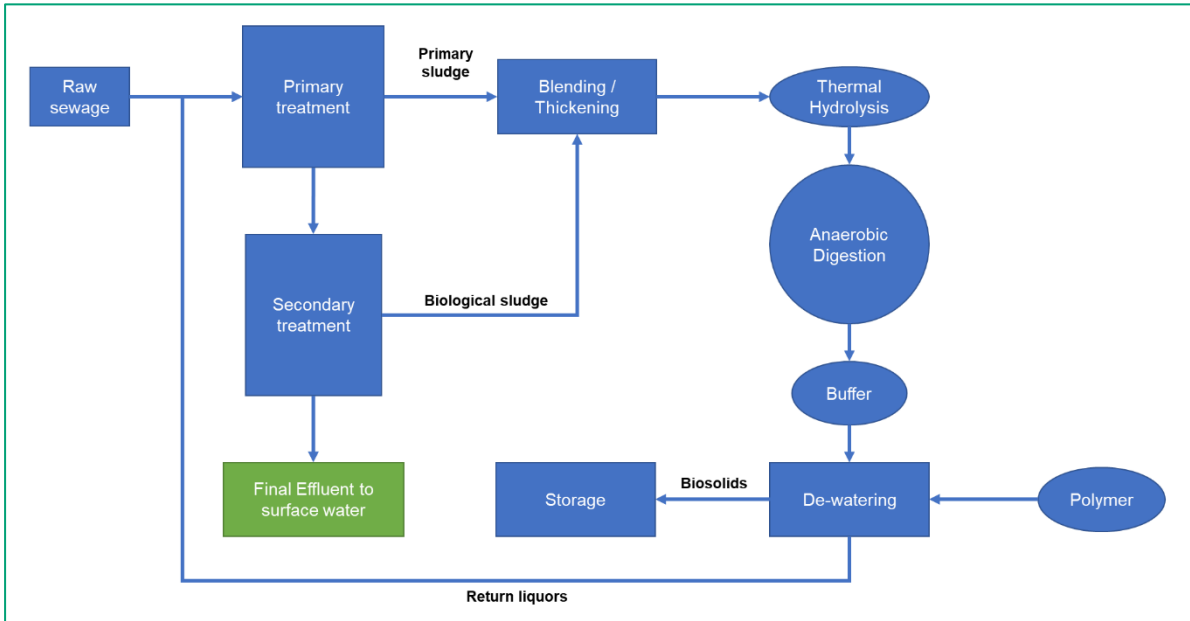 Raw
sewage
Primary
treatment
Primary
sludge
Blending /
Thickening
Thermal
Hydrolysis
Anaerobic
Digestion
Secondary
treatment
Biological sludge
Buffer
Final Effluent to
surface water
Storage
Biosolids
De-watering
Polymer
Return liquors